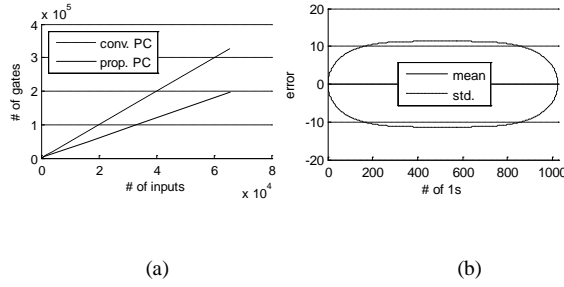 x 10^5
4
3
2
1
0
# of gates
conv. PC
prop. PC
0 2 4 6 8
# of inputs
x 10^4
(a)
20
10
0
-10
-20
error
mean
std.
0 200 400 600 800 1000
# of 1s
(b)